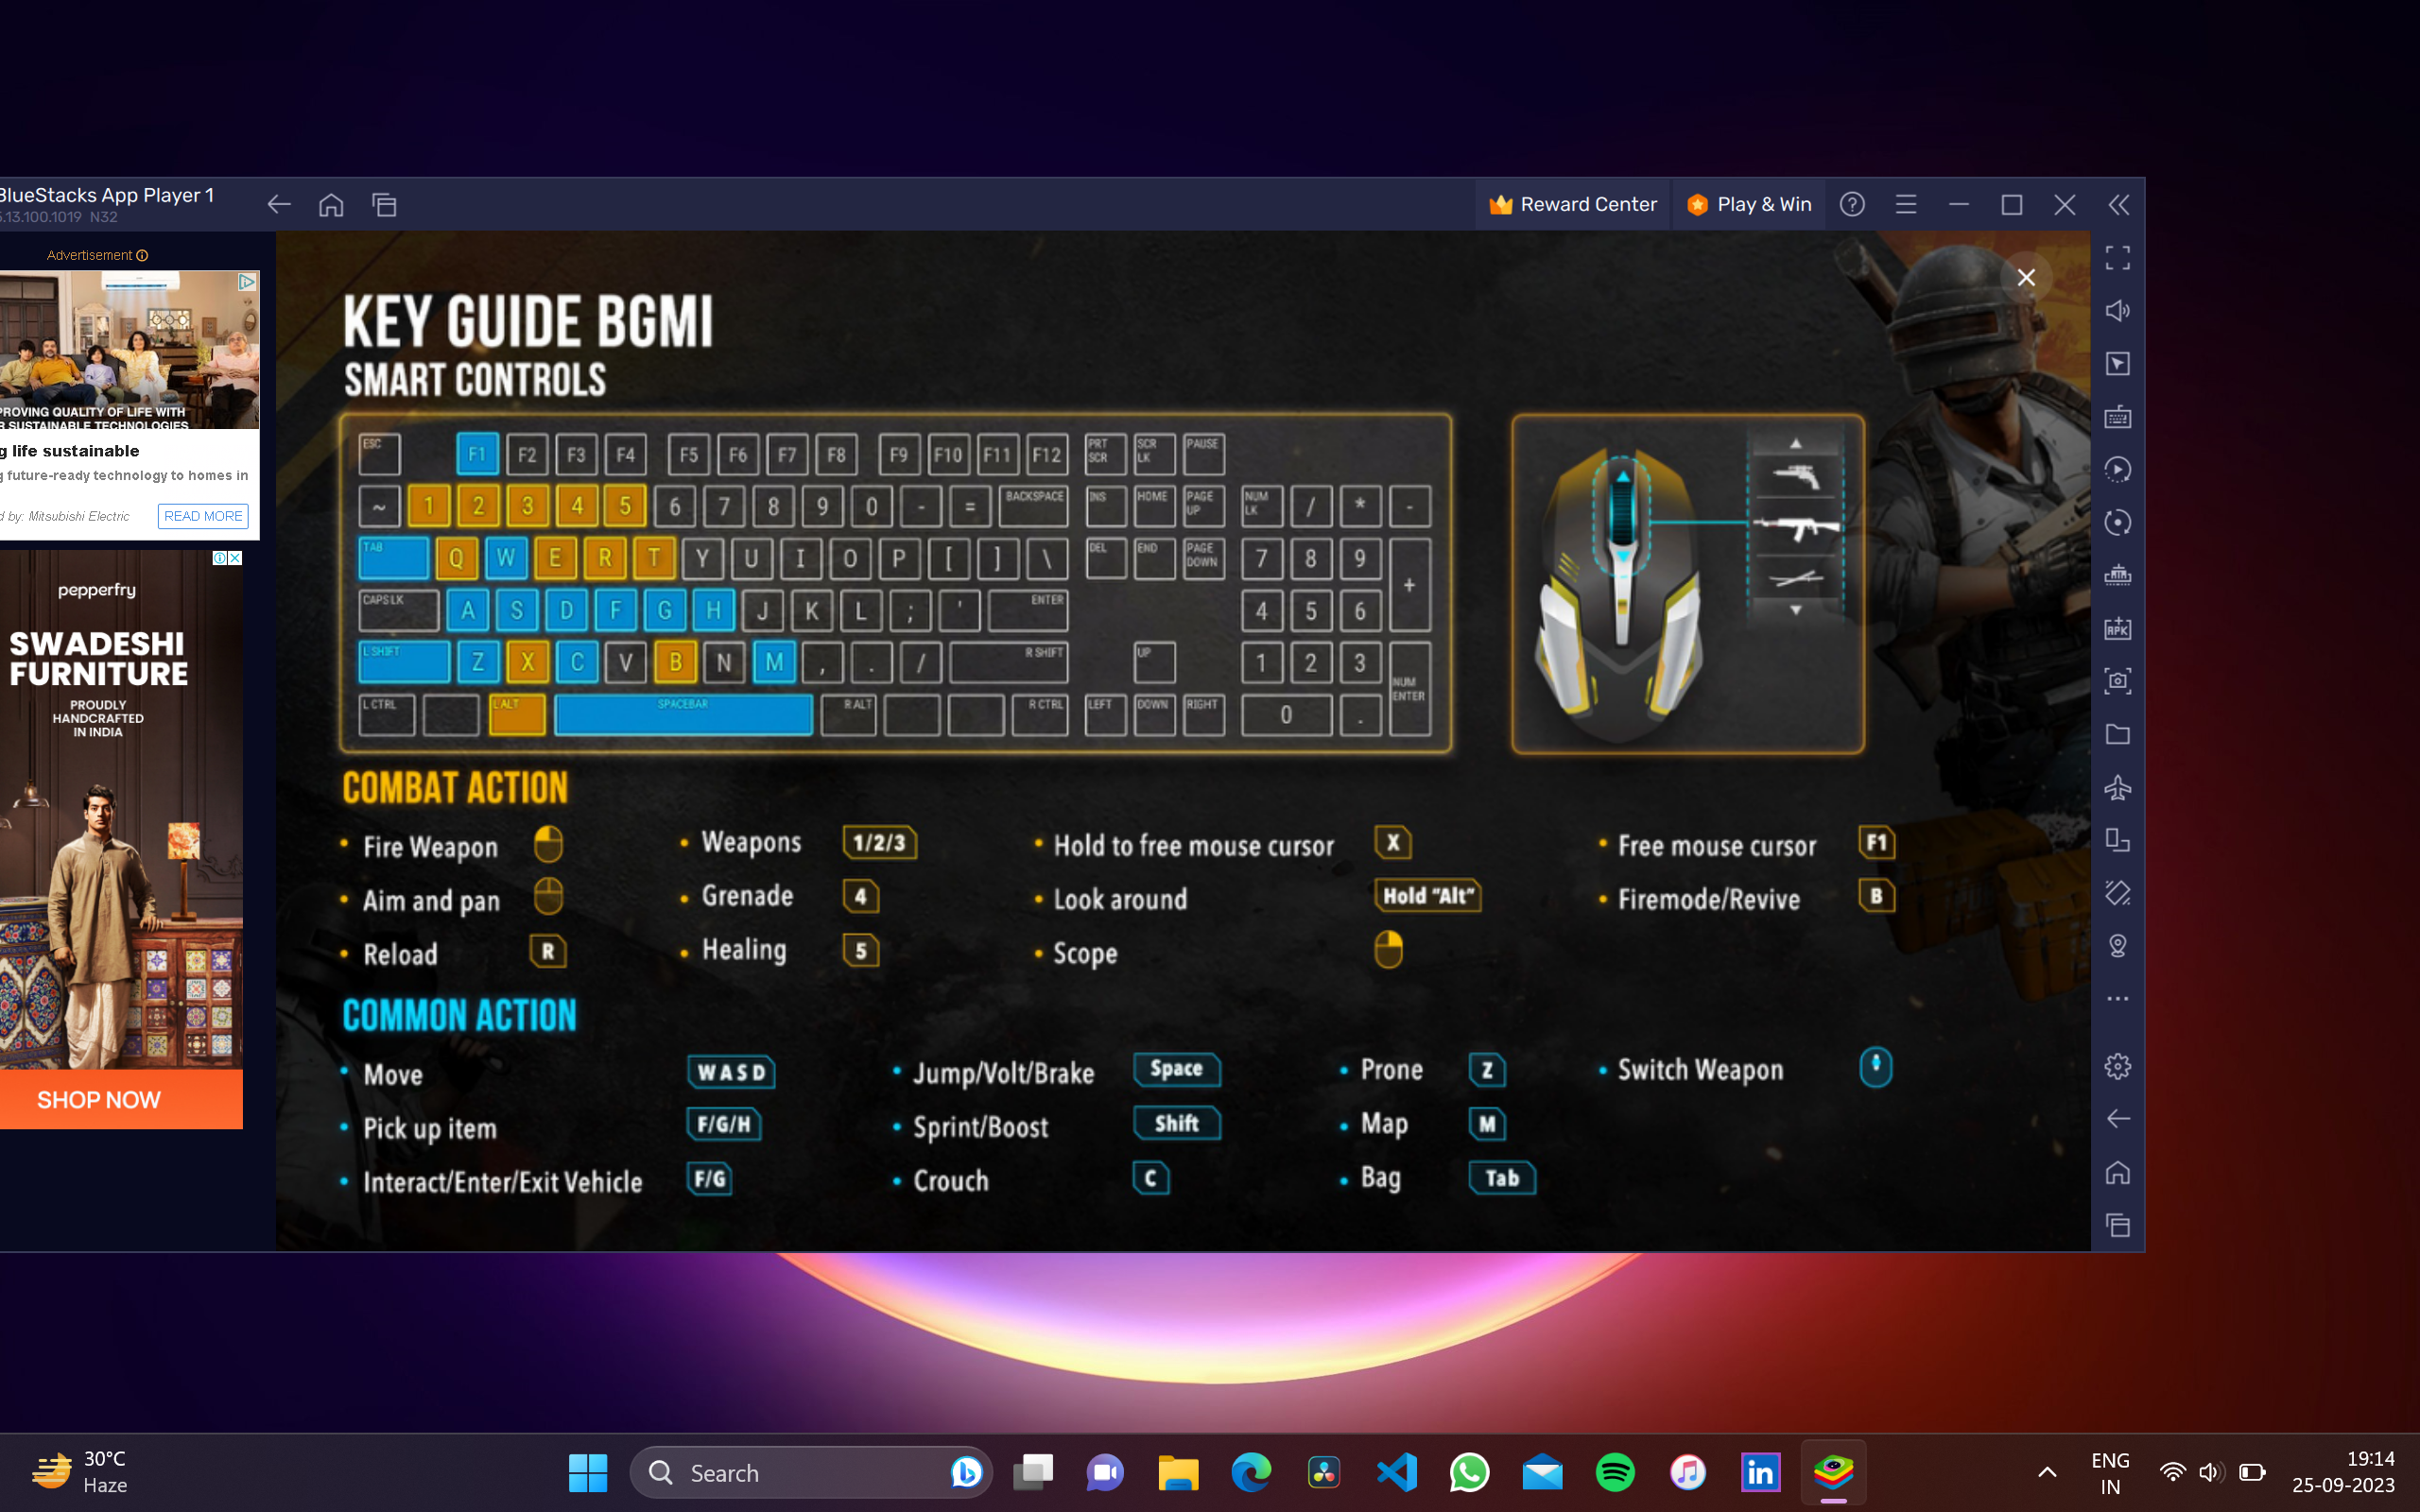 BlueStacks App Player 1
5.13.100.1019 N32
Reward Center
Play & Win
Advertisement
PROVING QUALITY OF LIFE WITH
R SUSTAINABLE TECHNOLOGIES
g life sustainable
g future-ready technology to homes in
d by: Mitsubishi Electric
READ MORE
pepperfry
SWADESHI
FURNITURE
PROUDLY
HANDCRAFTED
IN INDIA
SHOP NOW
KEY GUIDE BGMI
SMART CONTROLS
ESC F1 F2 F3 F4 F5 F6 F7 F8 F9 F10 F11 F12 PRT SCR SCR LK PAUSE
~ 1 2 3 4 5 6 7 8 9 0 - = BACKSPACE INS HOME PAGE UP NUM LK / * -
TAB Q W E R T Y U I O P [ ] \ DEL END PAGE DOWN 7 8 9 +
CAPS LK A S D F G H J K L ; ' ENTER 4 5 6
L SHIFT Z X C V B N M , . / R SHIFT UP 1 2 3 NUM ENTER
L CTRL L ALT SPACEBAR R ALT R CTRL LEFT DOWN RIGHT 0 .
COMBAT ACTION
• Fire Weapon
• Weapons 1/2/3
• Hold to free mouse cursor X
• Free mouse cursor F1
• Aim and pan
• Grenade 4
• Look around Hold "Alt"
• Firemode/Revive B
• Reload R
• Healing 5
• Scope
COMMON ACTION
• Move W A S D
• Jump/Volt/Brake Space
• Prone Z
• Switch Weapon
• Pick up item F/G/H
• Sprint/Boost Shift
• Map M
• Interact/Enter/Exit Vehicle F/G
• Crouch C
• Bag Tab
APK
30°C
Haze
Search
in
ENG
IN
19:14
25-09-2023